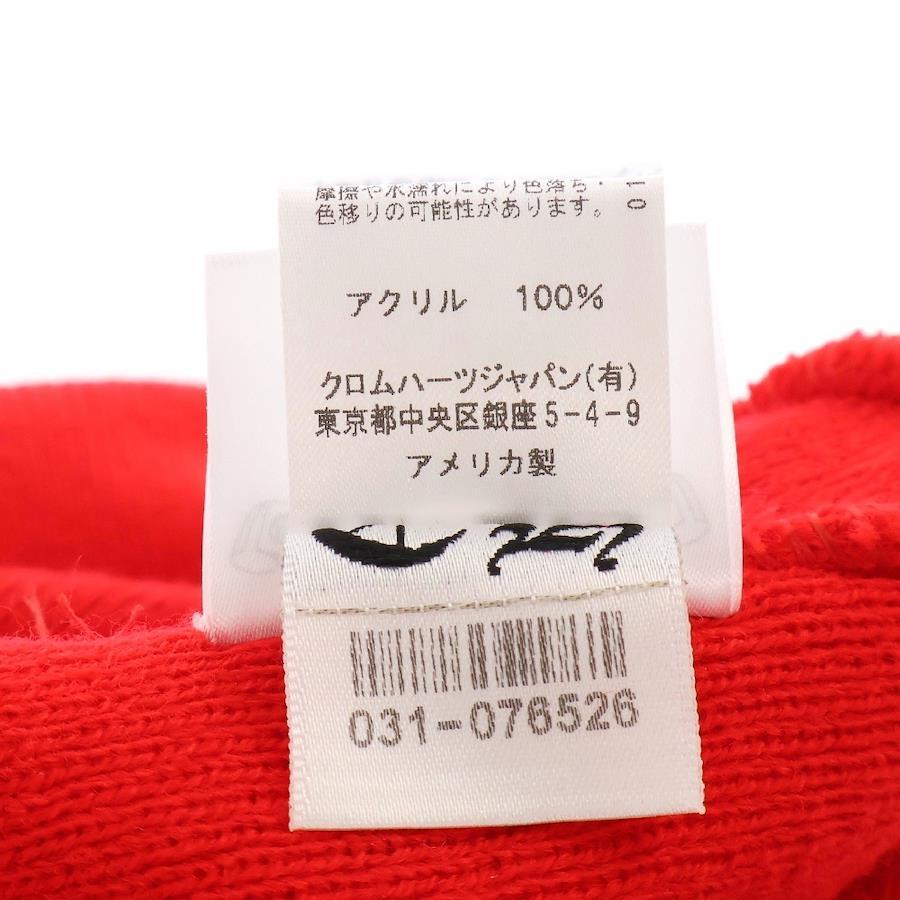 摩擦や水濡れにより色落ち・
色移りの可能性があります。
01
アクリル 100%
クロムハーツジャパン(有)
東京都中央区銀座5-4-9
アメリカ製
031-076526